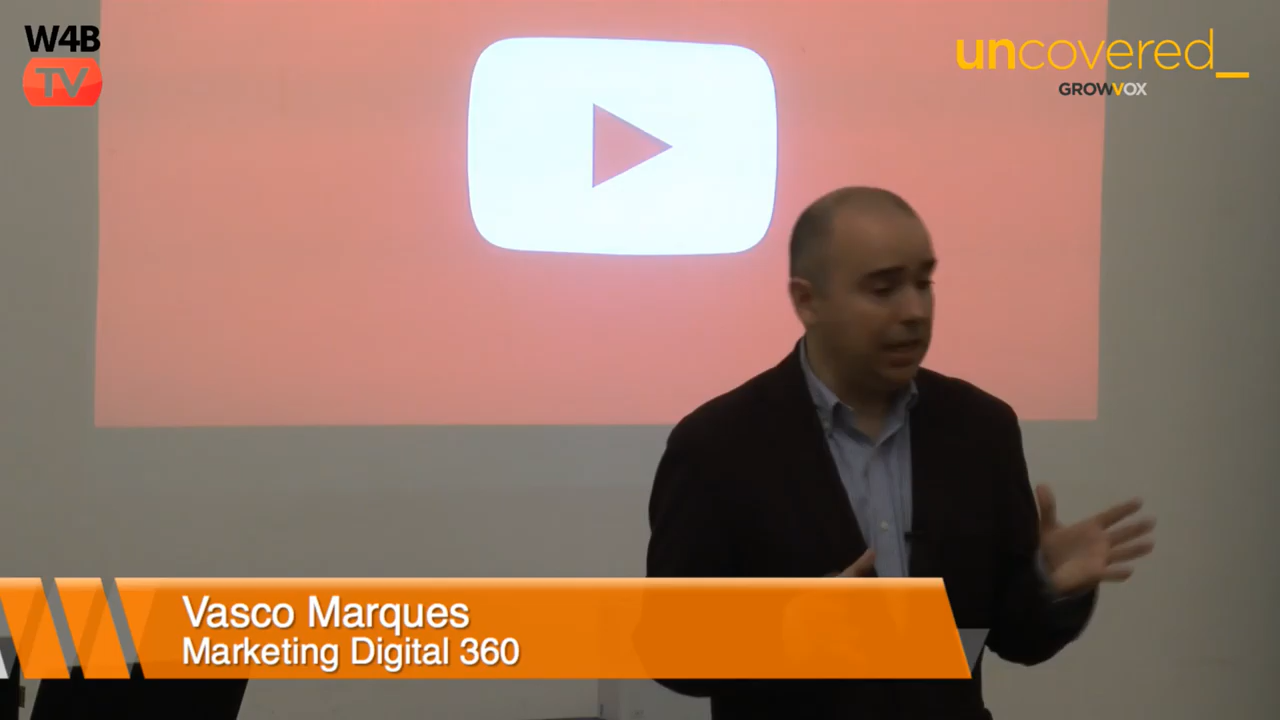 W4B
TV
uncovered_
GROWVOX
Vasco Marques
Marketing Digital 360